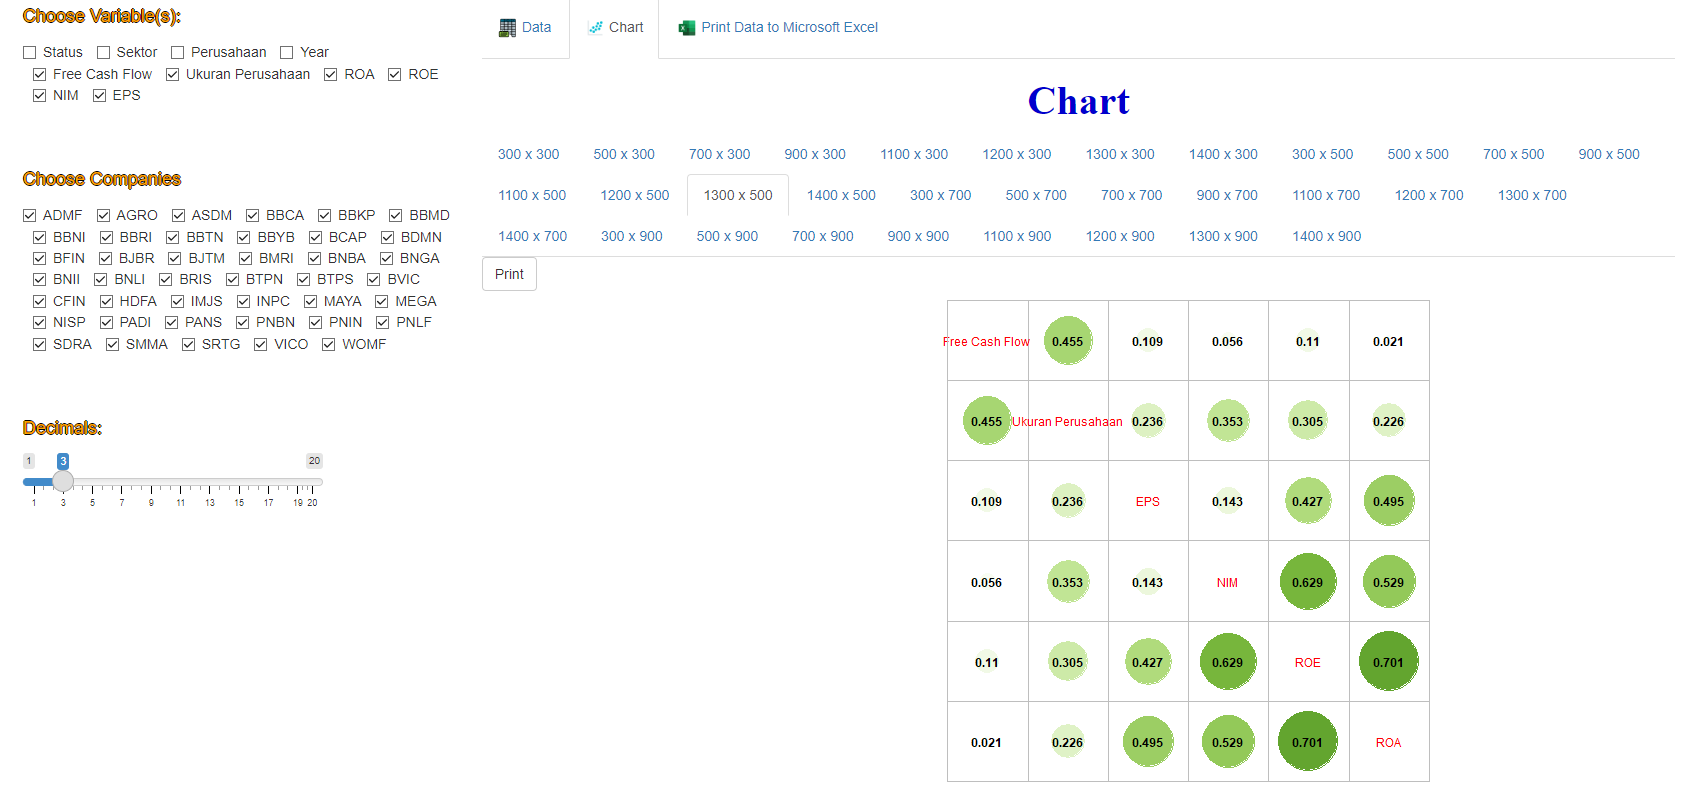 Choose Variable(s):
Status Sektor Perusahaan Year
Free Cash Flow Ukuran Perusahaan ROA ROE
NIM EPS
Choose Companies
ADMF AGRO ASDM BBCA BBKP BBMD
BBNI BBRI BBTN BBYB BCAP BDMN
BFIN BJBR BJTM BMRI BNBA BNGA
BNII BNLI BRIS BTPN BTPS BVIC
CFIN HDFA IMJS INPC MAYA MEGA
NISP PADI PANS PNBN PNIN PNLF
SDRA SMMA SRTG VICO WOMF
Decimals:
1 3 20
1 3 5 7 9 11 13 15 17 19 20
Data Chart Print Data to Microsoft Excel
Chart
300 x 300 500 x 300 700 x 300 900 x 300 1100 x 300 1200 x 300 1300 x 300 1400 x 300 300 x 500 500 x 500 700 x 500 900 x 500
1100 x 500 1200 x 500 1300 x 500 1400 x 500 300 x 700 500 x 700 700 x 700 900 x 700 1100 x 700 1200 x 700 1300 x 700
1400 x 700 300 x 900 500 x 900 700 x 900 900 x 900 1100 x 900 1200 x 900 1300 x 900 1400 x 900
Print
Free Cash Flow 0.455 0.109 0.056 0.11 0.021
0.455 Ukuran Perusahaan 0.236 0.353 0.305 0.226
0.109 0.236 EPS 0.143 0.427 0.495
0.056 0.353 0.143 NIM 0.629 0.529
0.11 0.305 0.427 0.629 ROE 0.701
0.021 0.226 0.495 0.529 0.701 ROA